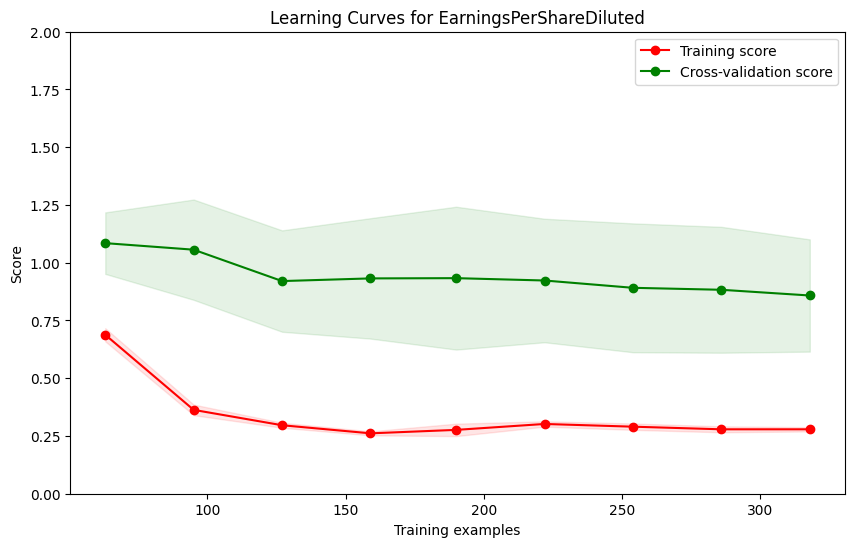 Learning Curves for EarningsPerShareDiluted
Training score
Cross-validation score
2.00
1.75
1.50
1.25
1.00
0.75
0.50
0.25
0.00
Score
100
150
200
250
300
Training examples